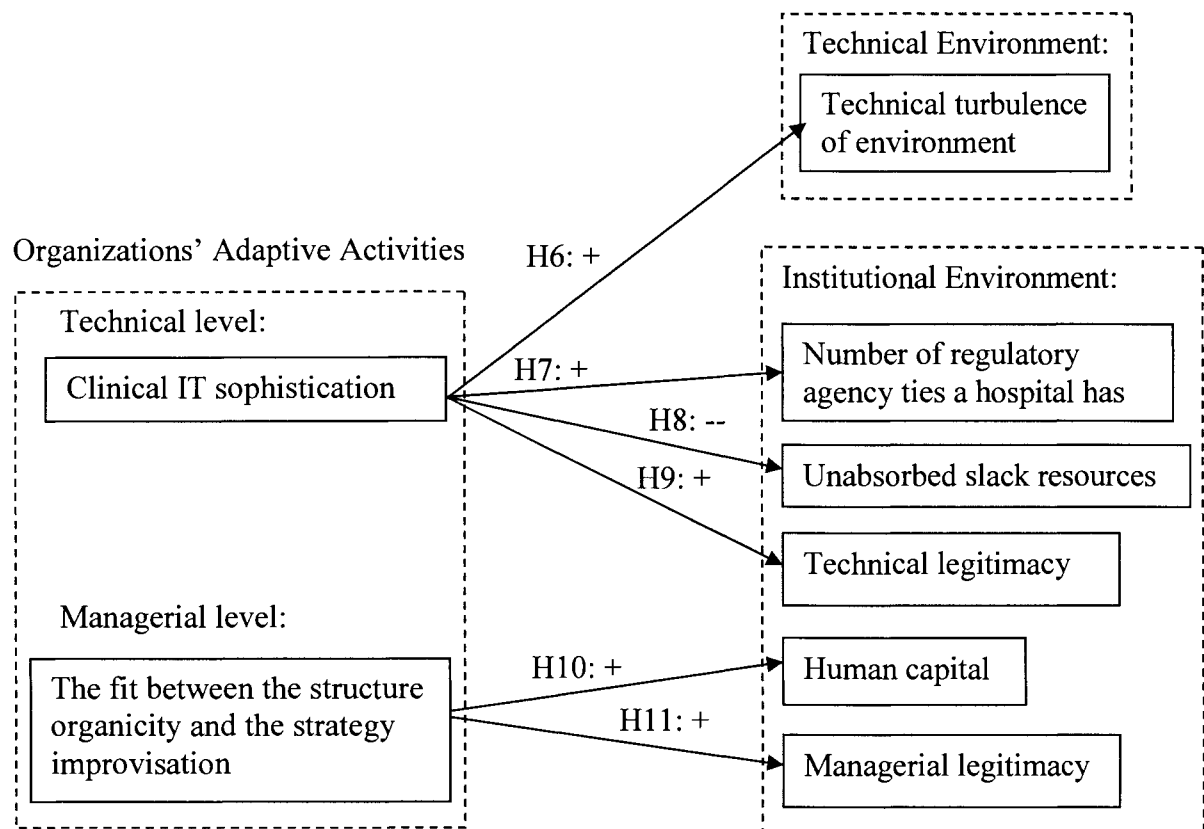 Technical Environment:
Technical turbulence
of environment
Organizations’ Adaptive Activities
Technical level:
Clinical IT sophistication
H6: +
H7: +
H8: --
H9: +
Institutional Environment:
Number of regulatory
agency ties a hospital has
Unabsorbed slack resources
Technical legitimacy
Managerial level:
The fit between the structure
organicity and the strategy
improvisation
H10: +
H11: +
Human capital
Managerial legitimacy